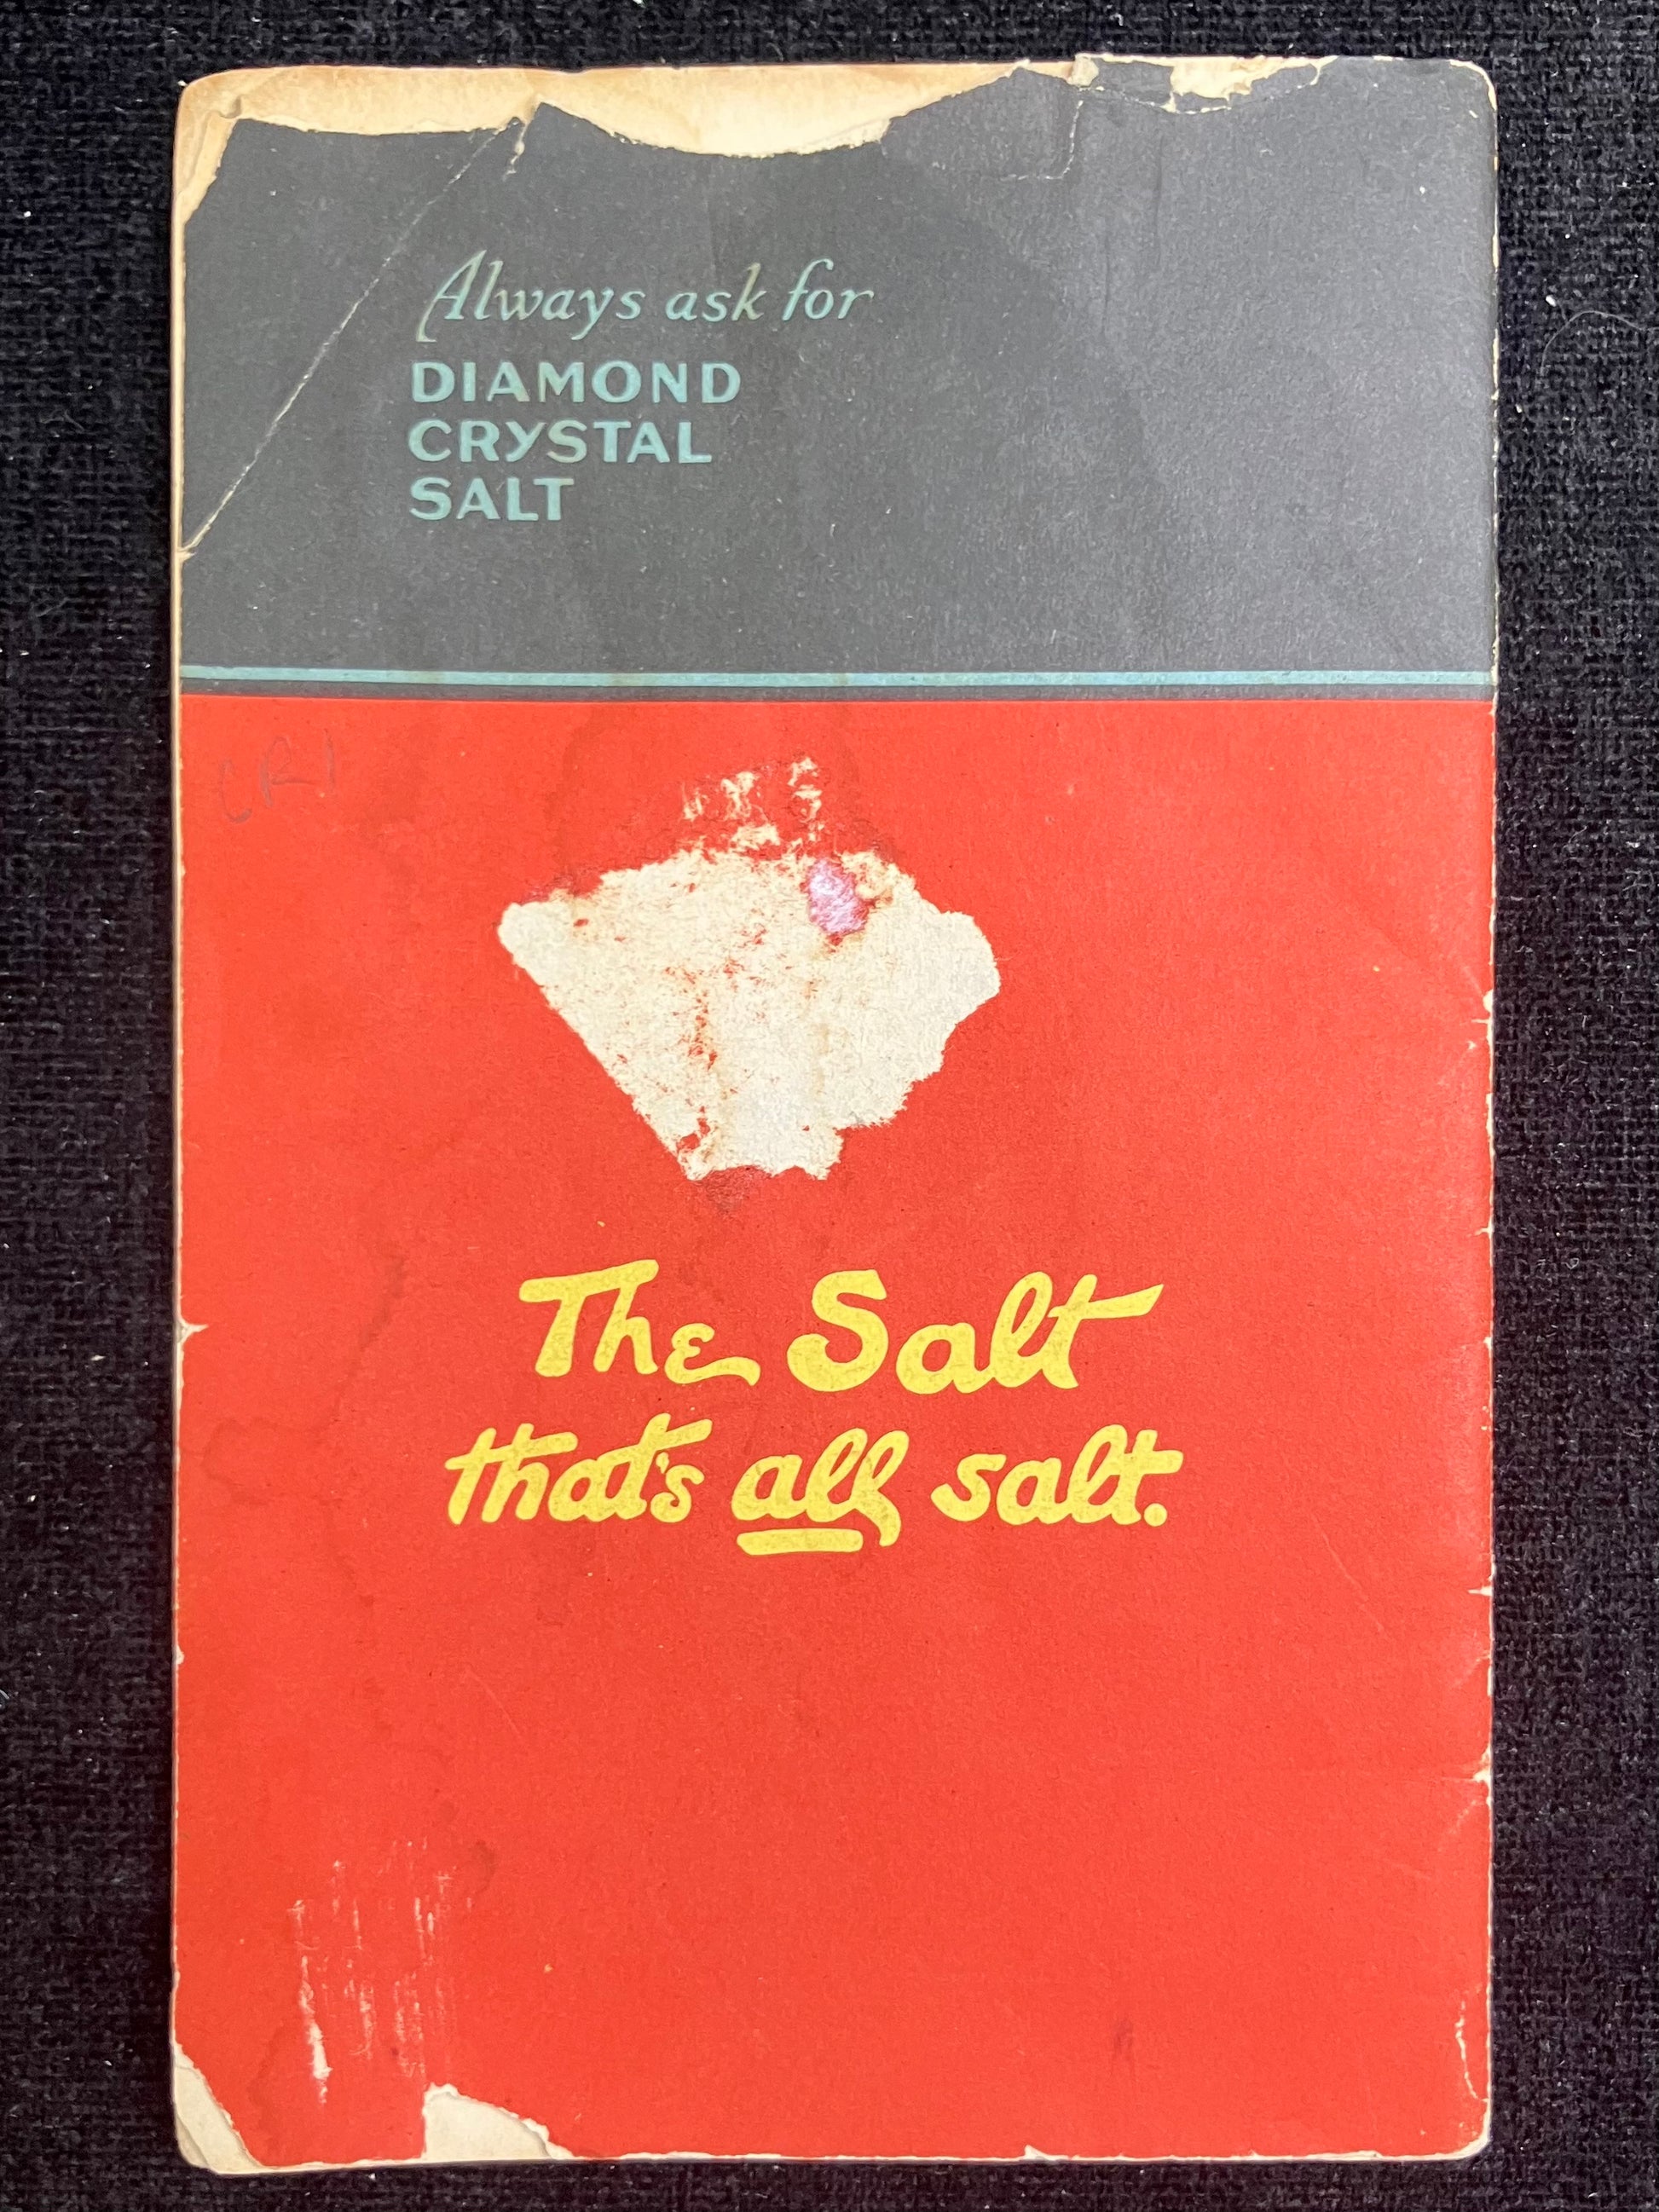 Always ask for
DIAMOND
CRYSTAL
SALT
The Salt
that's all salt.